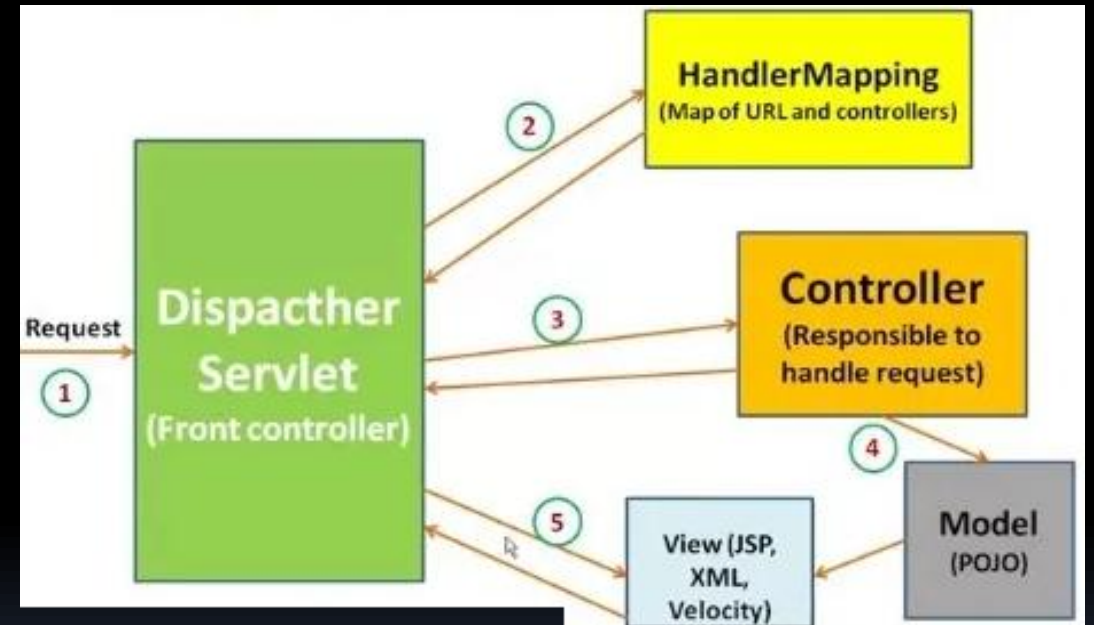 HandlerMapping
(Map of URL and controllers)
2
Dispacther
Servlet
(Front controller)
Request
1
3
Controller
(Responsible to
handle request)
4
5
View (JSP,
XML,
Velocity)
Model
(POJO)